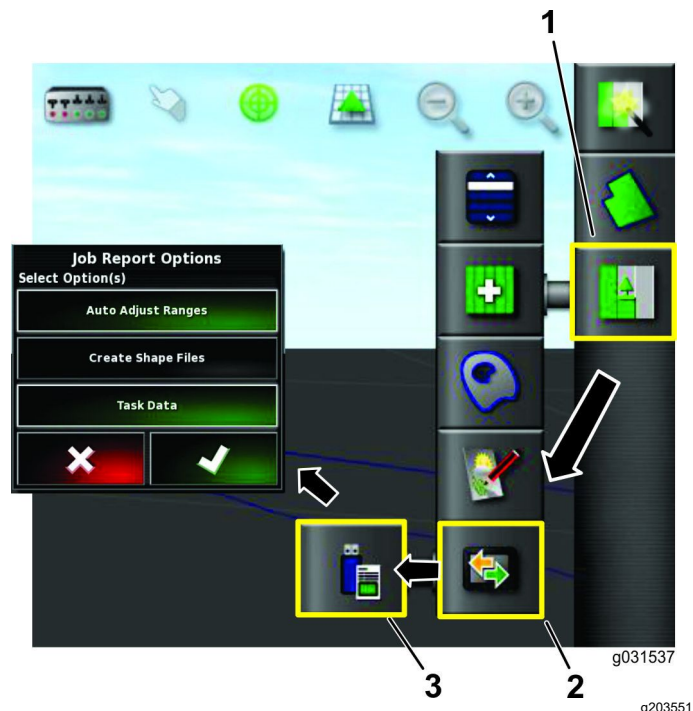 1
Job Report Options
Select Option(s)
Auto Adjust Ranges
Create Shape Files
Task Data
g031537
3
2
g203551